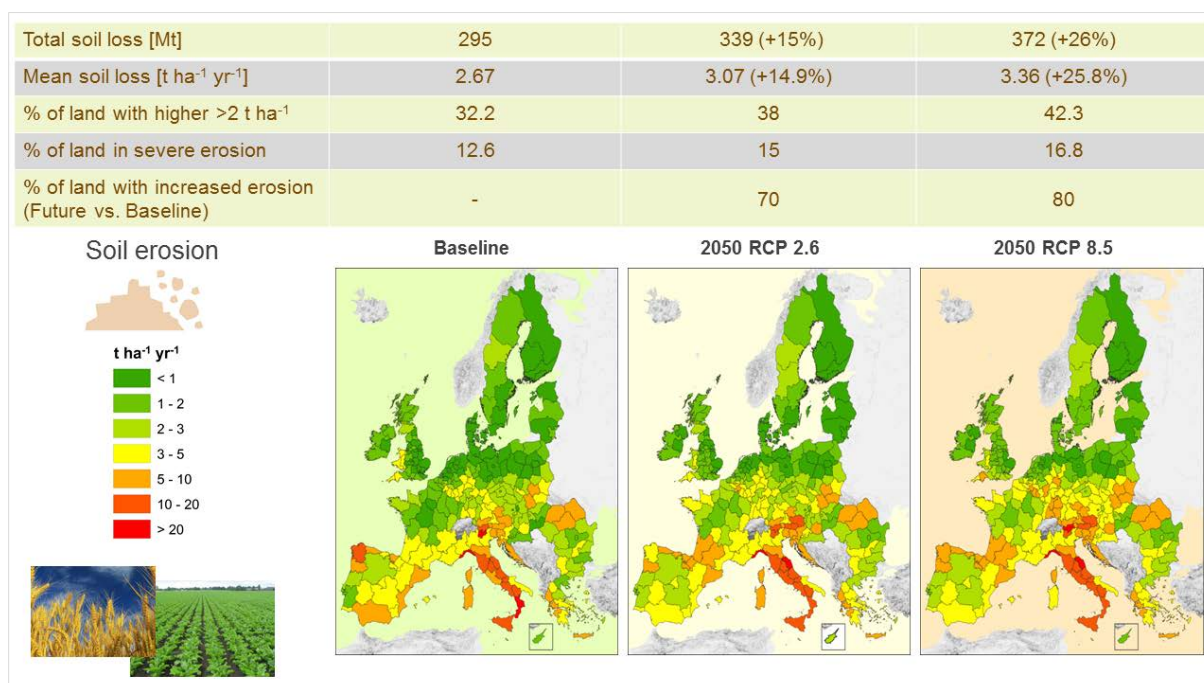 Total soil loss [Mt] 295 339 (+15%) 372 (+26%)
Mean soil loss [t ha⁻¹ yr⁻¹] 2.67 3.07 (+14.9%) 3.36 (+25.8%)
% of land with higher >2 t ha⁻¹ 32.2 38 42.3
% of land in severe erosion 12.6 15 16.8
% of land with increased erosion
(Future vs. Baseline) - 70 80
Soil erosion
Baseline 2050 RCP 2.6 2050 RCP 8.5
t ha⁻¹ yr⁻¹
< 1
1 - 2
2 - 3
3 - 5
5 - 10
10 - 20
> 20